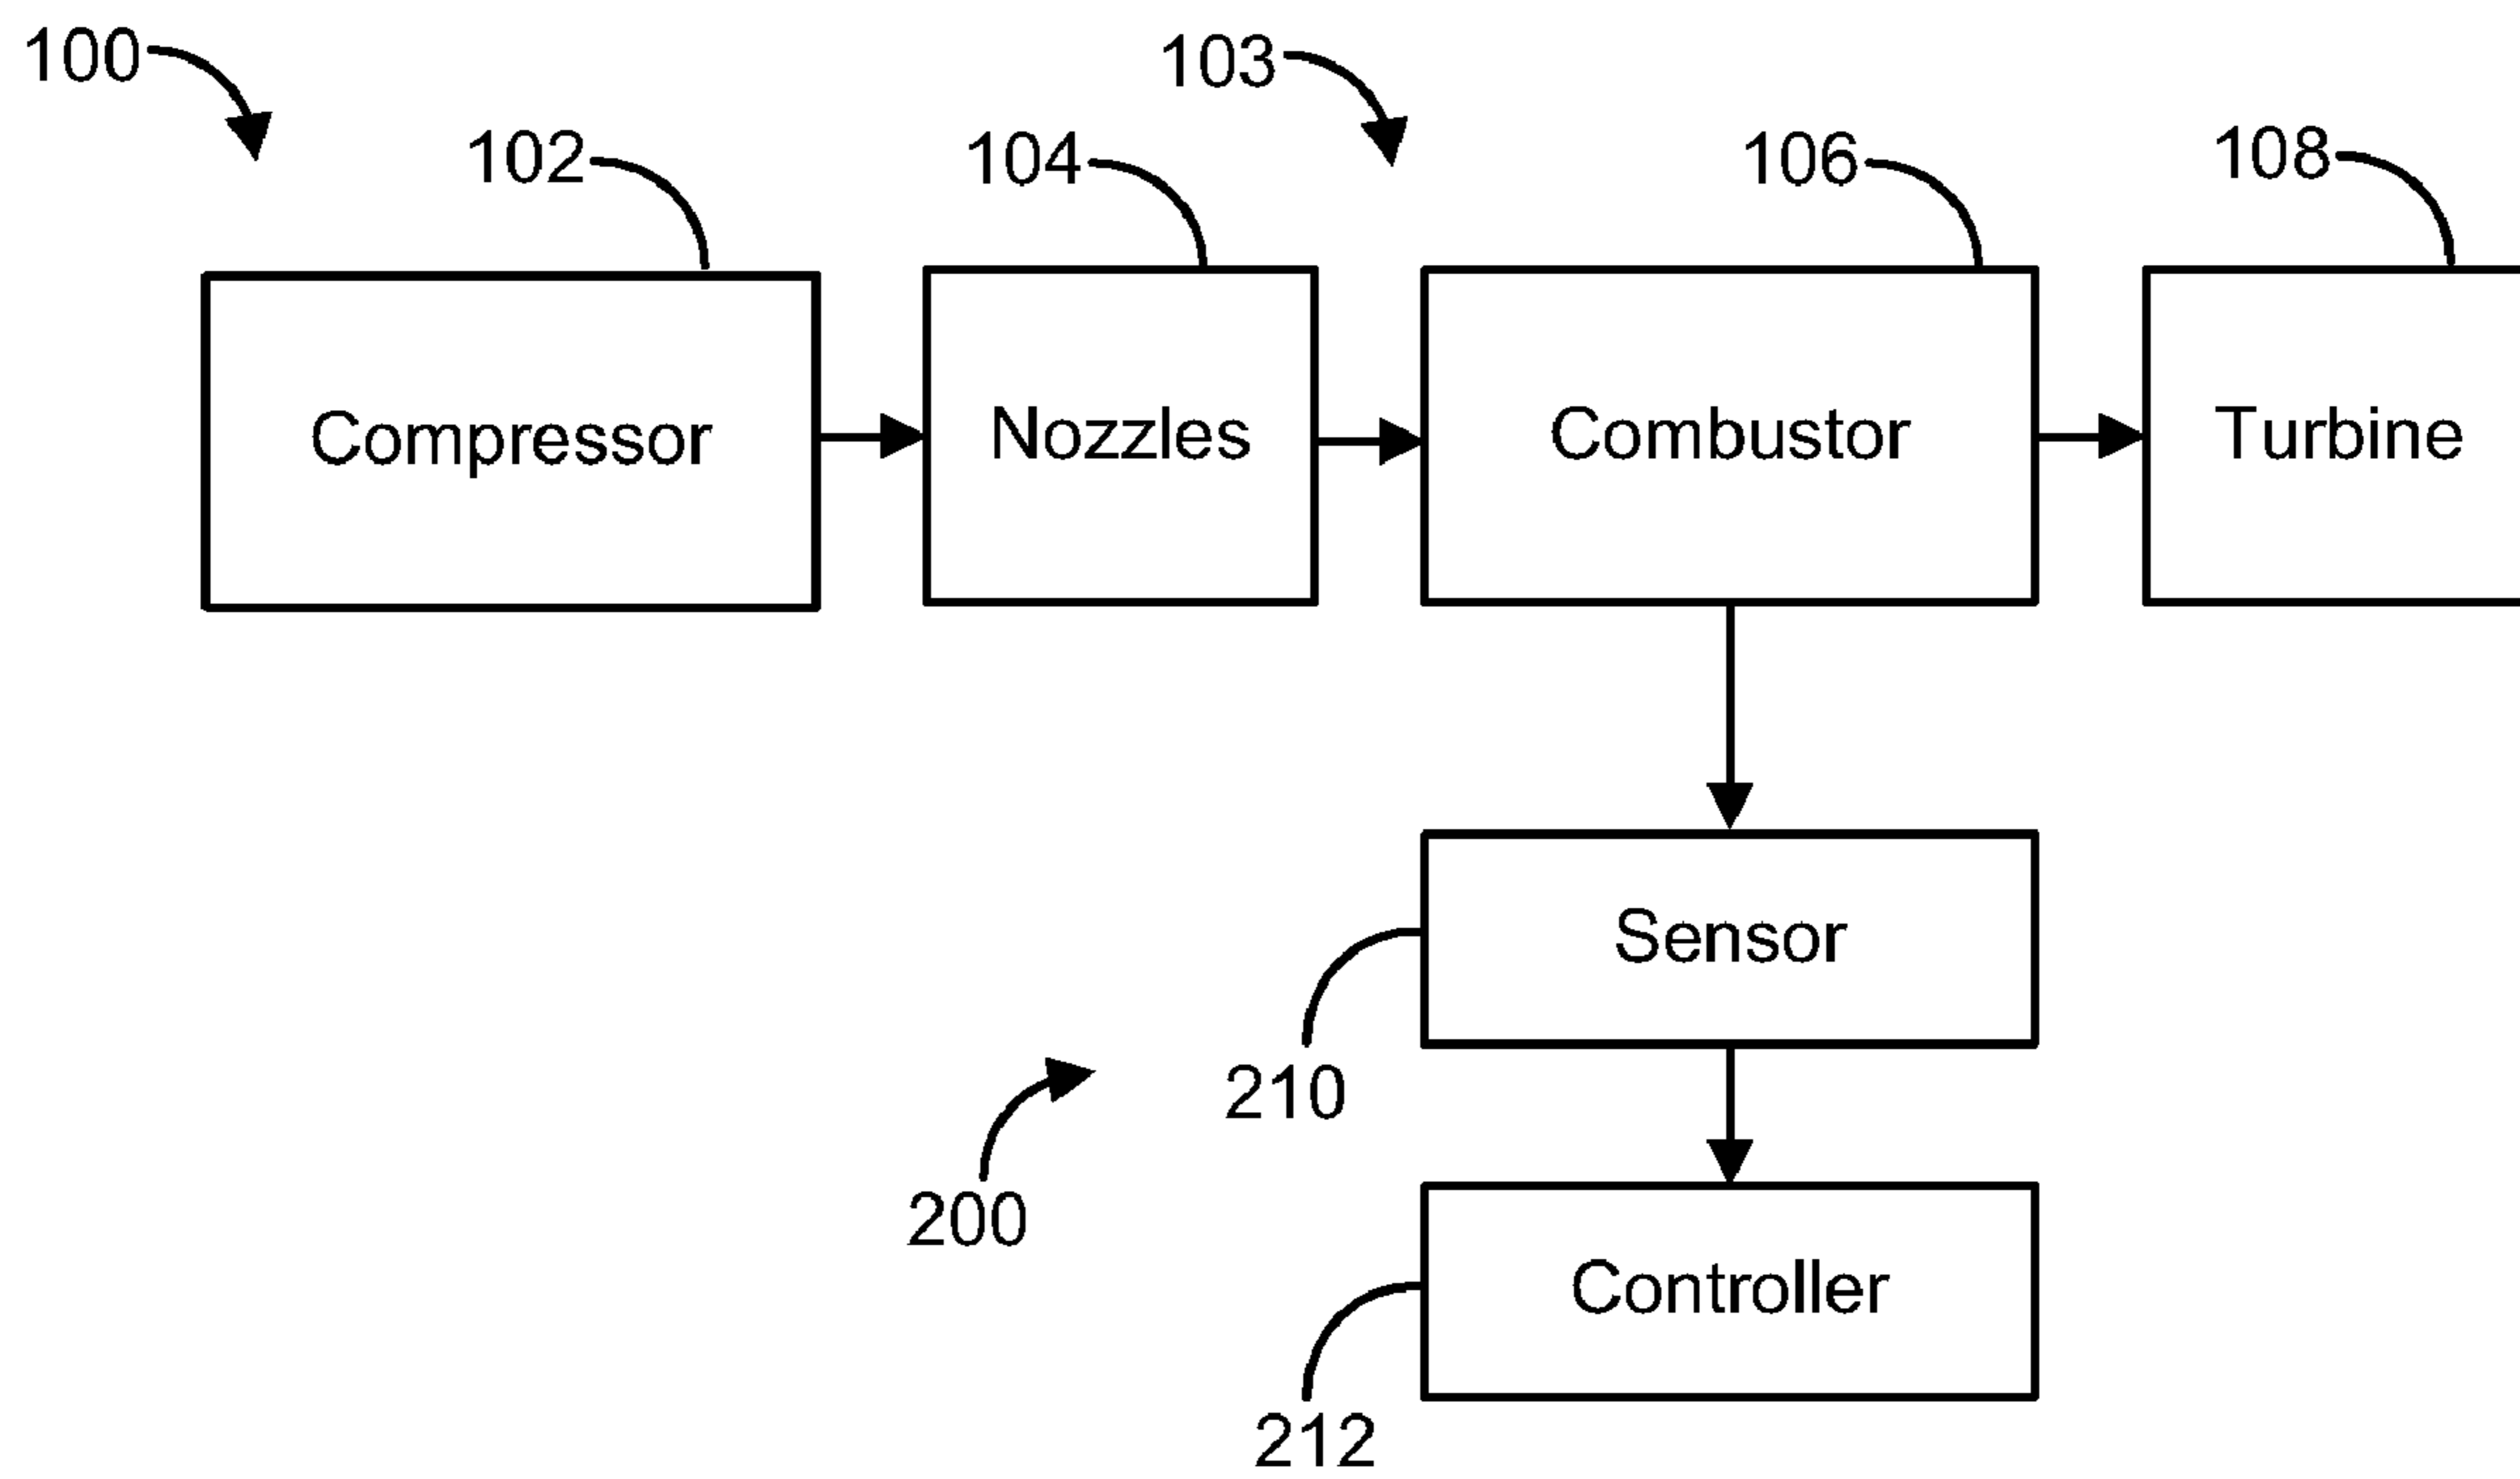 100
103
102
104
106
108
Compressor
Nozzles
Combustor
Turbine
Sensor
210
200
Controller
212